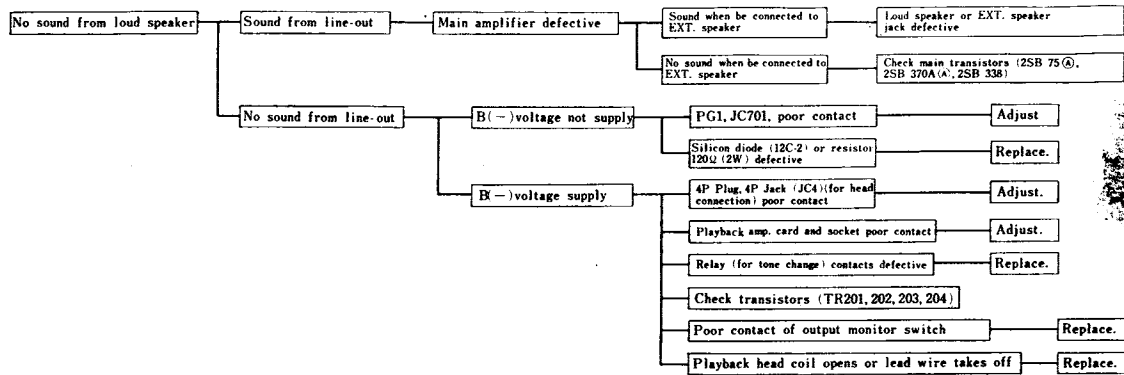 No sound from loud speaker
Sound from line-out
Main amplifier defective
Sound when be connected to
EXT. speaker
Loud speaker or EXT. speaker
jack defective
No sound when be connected to
EXT. speaker
Check main transistors (2SB 75Ⓐ,
2SB 370A(A), 2SB 338)
No sound from line-out
B(−) voltage not supply
PG1, JC701, poor contact
Adjust
Silicon diode (12C-2) or resistor
120Ω (2W) defective
Replace.
B(−) voltage supply
4P Plug, 4P Jack (JC4)(for head
connection) poor contact
Adjust.
Playback amp. card and socket poor contact
Adjust.
Relay (for tone change) contacts defective
Replace.
Check transistors (TR201, 202, 203, 204)
Poor contact of output monitor switch
Replace.
Playback head coil opens or lead wire takes off
Replace.